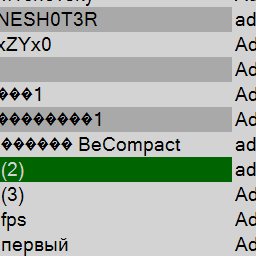 NESH0T3R ad
xZYx0 Ad
Ad
����1 Ad
���������1 Ad
������ BeCompact ad
(2) ad
(3) Ad
fps Ad
первый Ad